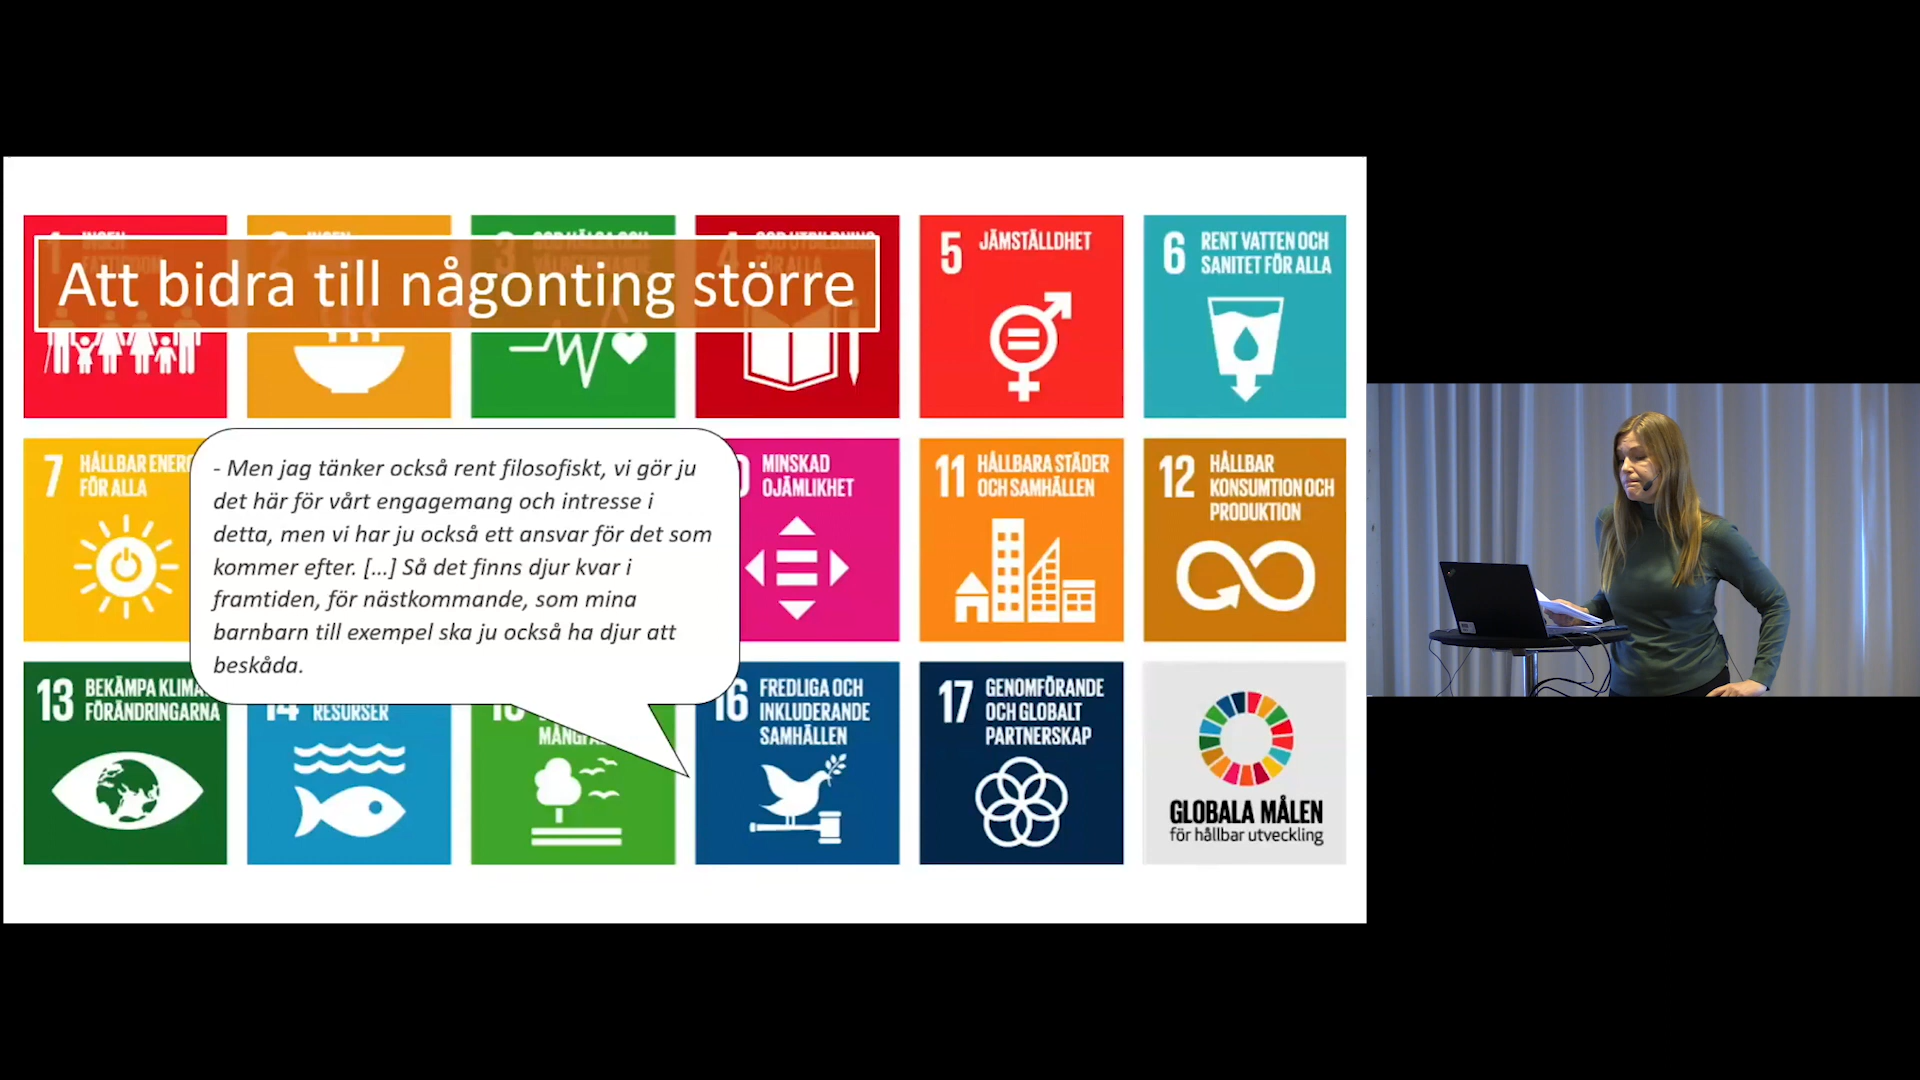 Att bidra till någonting större
5 JÄMSTÄLLDHET
6 RENT VATTEN OCH
SANITET FÖR ALLA
7 HÅLLBAR
FÖR ALLA
- Men jag tänker också rent filosofiskt, vi gör ju
det här för vårt engagemang och intresse i
detta, men vi har ju också ett ansvar för det som
kommer efter. [...] Så det finns djur kvar i
framtiden, för nästkommande, som mina
barnbarn till exempel ska ju också ha djur att
beskåda.
MINSKAD
OJÄMLIKHET
11 HÅLLBARA STÄDER
OCH SAMHÄLLEN
12 HÅLLBAR
KONSUMTION OCH
PRODUKTION
13 BEKÄMPA KLIMA
FÖRÄNDRINGARNA
14 RESURSER
16 FREDLIGA OCH
INKLUDERANDE
SAMHÄLLEN
17 GENOMFÖRANDE
OCH GLOBALT
PARTNERSKAP
GLOBALA MÅLEN
för hållbar utveckling